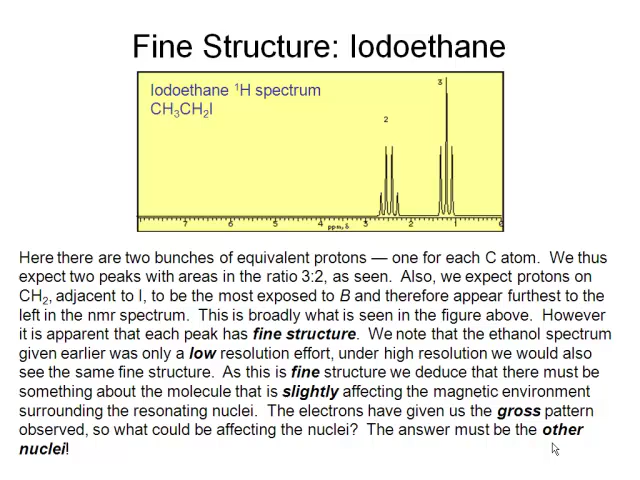 Fine Structure: Iodoethane
Iodoethane ¹H spectrum
CH₃CH₂I
3
2
7 6 5 4 3 2 1 0
ppm, δ
Here there are two bunches of equivalent protons — one for each C atom. We thus
expect two peaks with areas in the ratio 3:2, as seen. Also, we expect protons on
CH₂, adjacent to I, to be the most exposed to B and therefore appear furthest to the
left in the nmr spectrum. This is broadly what is seen in the figure above. However
it is apparent that each peak has fine structure. We note that the ethanol spectrum
given earlier was only a low resolution effort, under high resolution we would also
see the same fine structure. As this is fine structure we deduce that there must be
something about the molecule that is slightly affecting the magnetic environment
surrounding the resonating nuclei. The electrons have given us the gross pattern
observed, so what could be affecting the nuclei? The answer must be the other
nuclei!